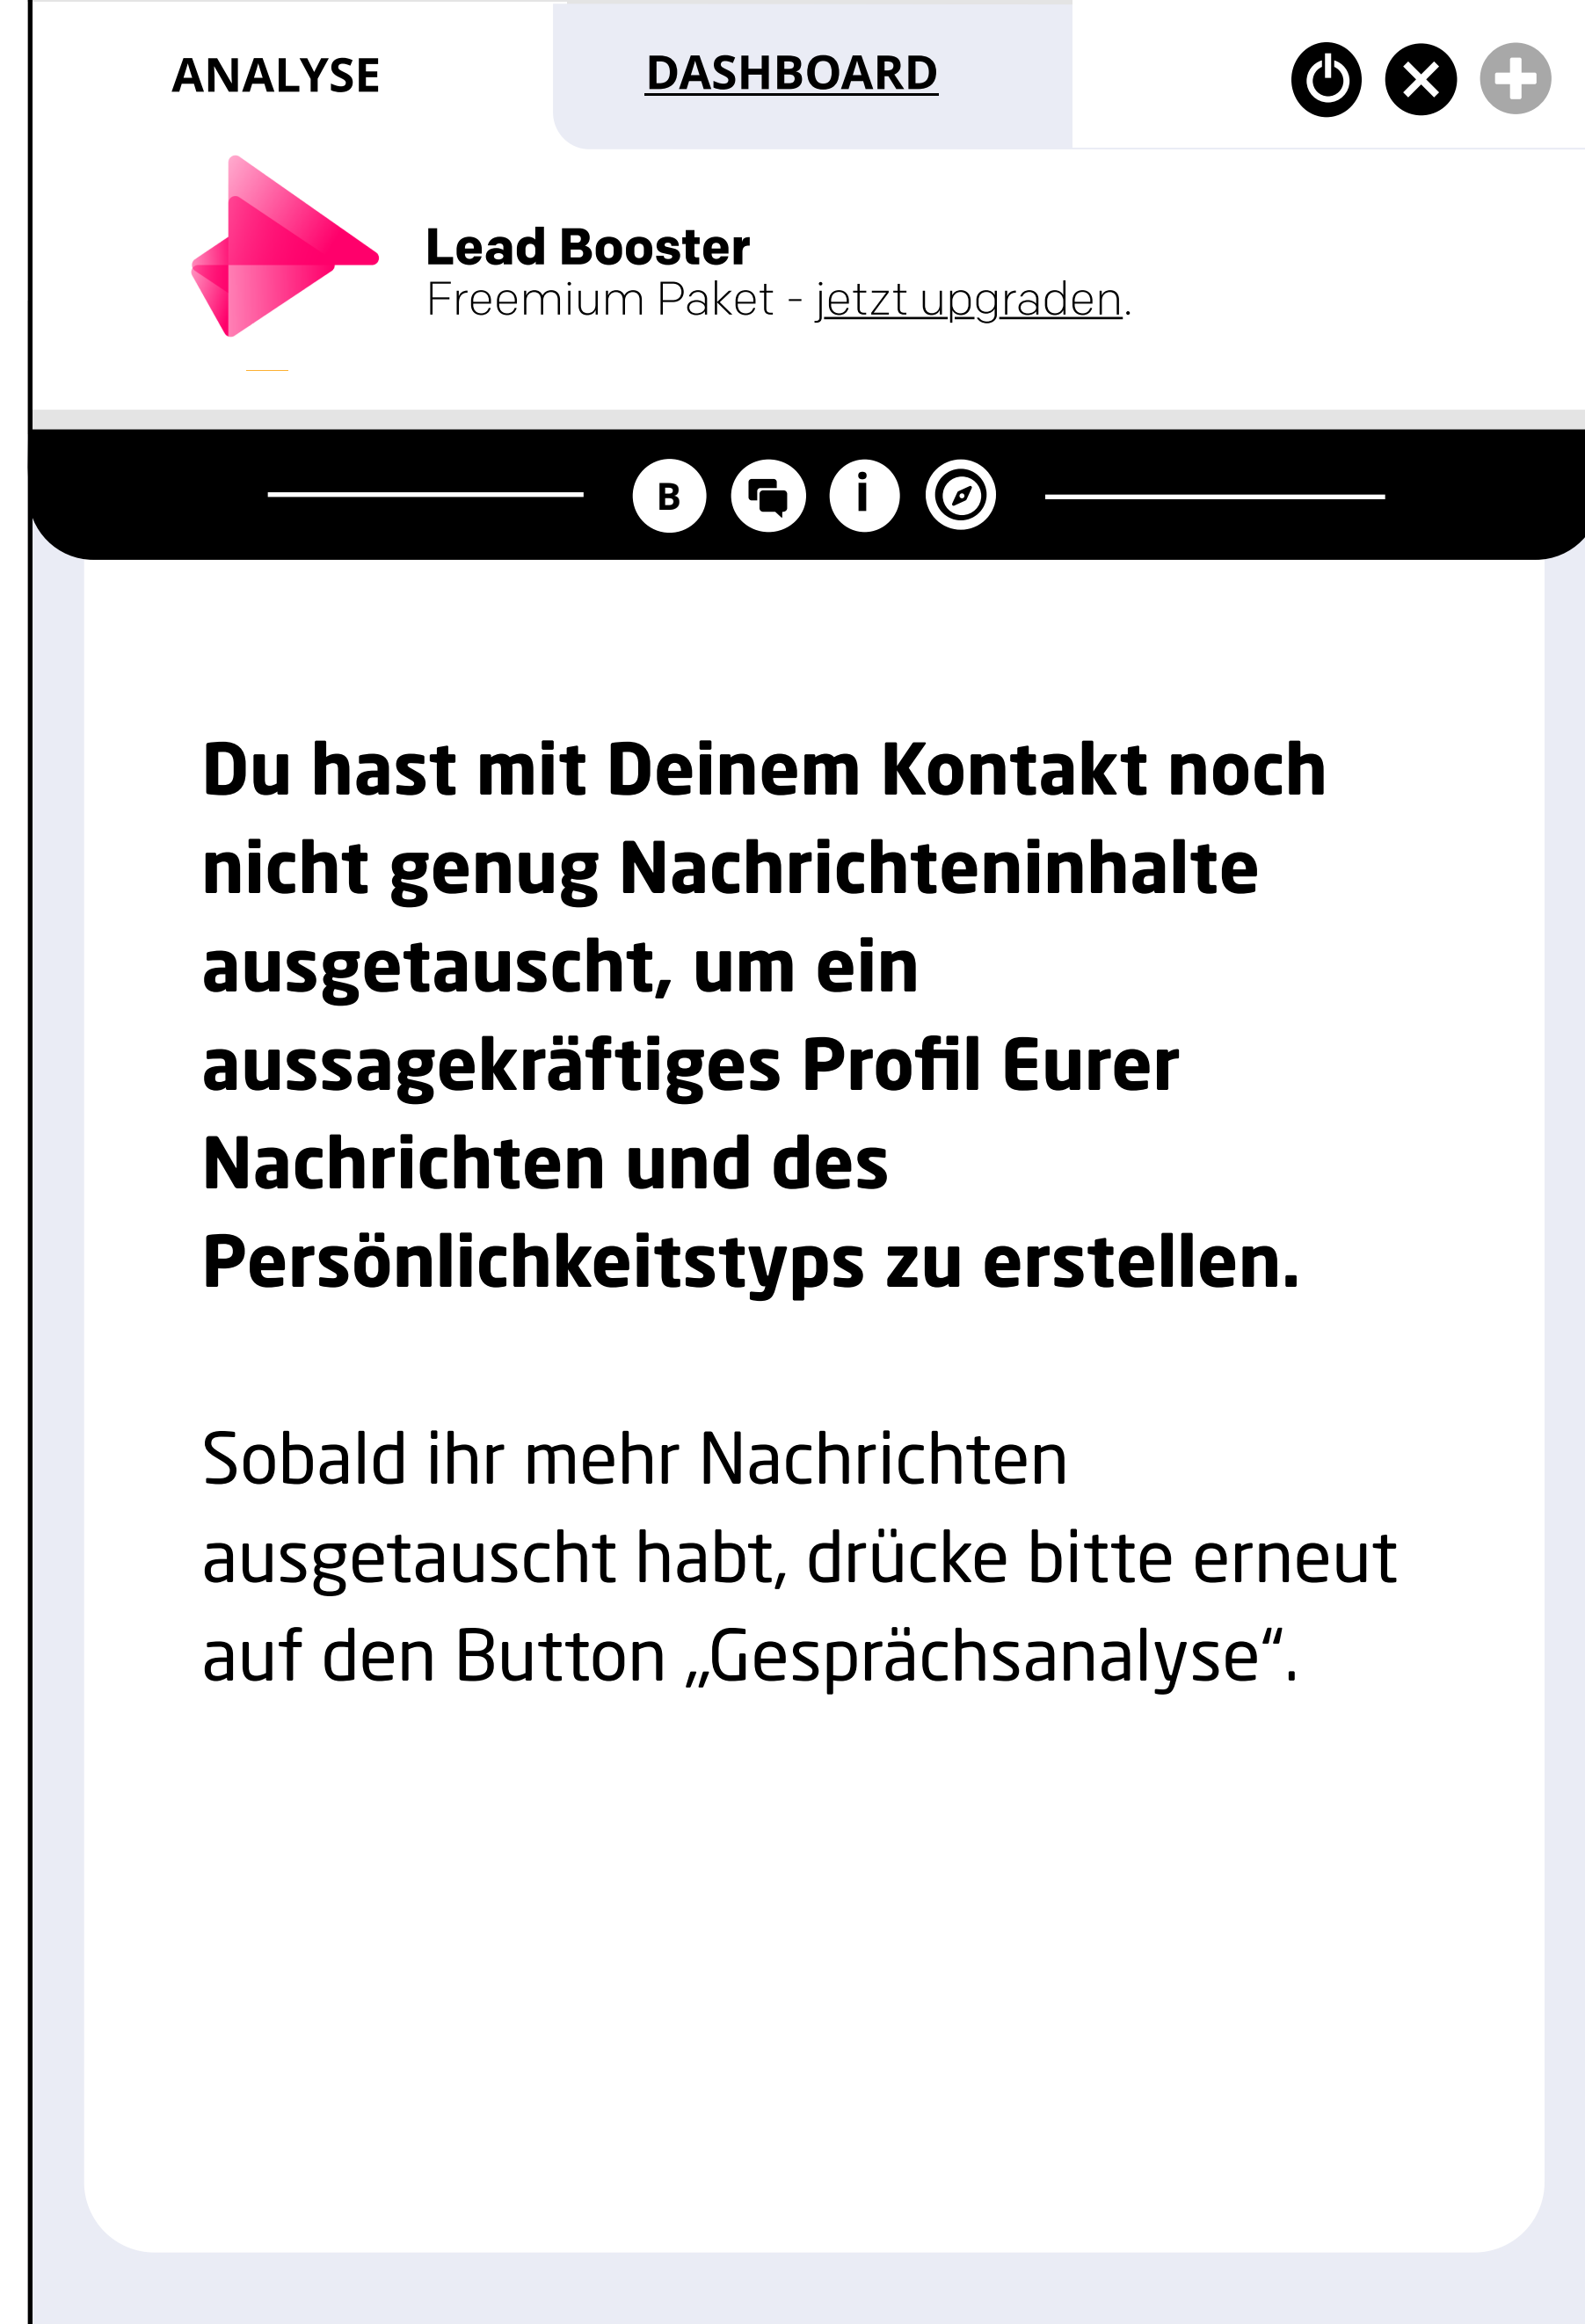 ANALYSE
DASHBOARD
Lead Booster
Freemium Paket - jetzt upgraden.
B
i
Du hast mit Deinem Kontakt noch
nicht genug Nachrichteninhalte
ausgetauscht, um ein
aussagekräftiges Profil Eurer
Nachrichten und des
Persönlichkeitstyps zu erstellen.
Sobald ihr mehr Nachrichten
ausgetauscht habt, drücke bitte erneut
auf den Button „Gesprächsanalyse“.